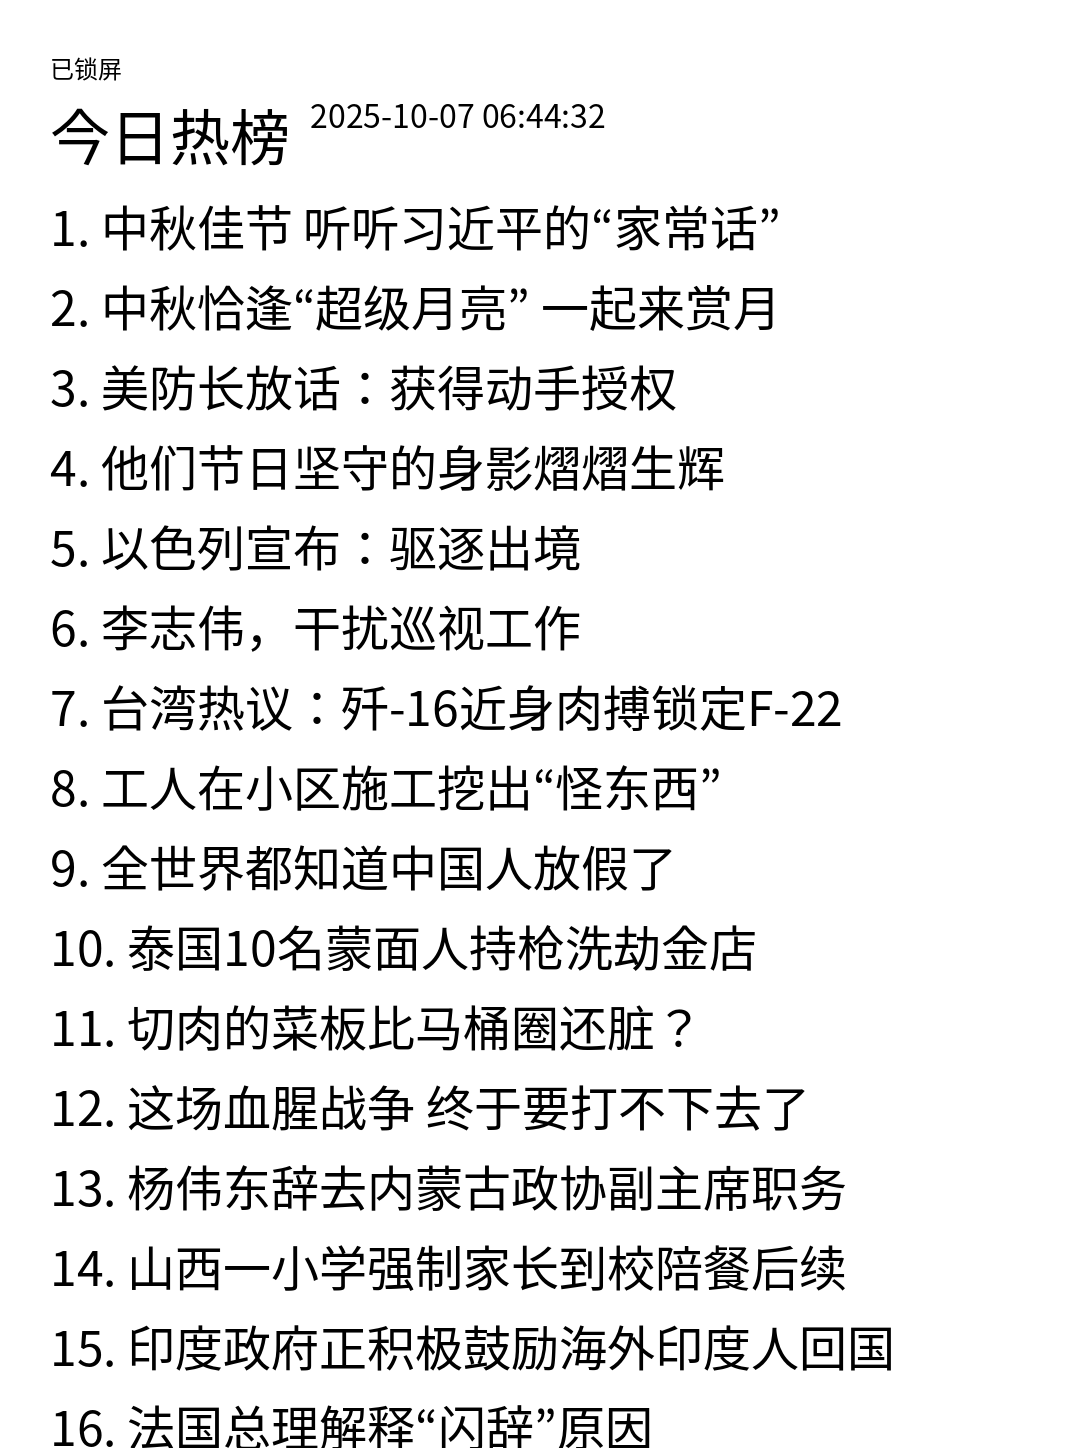 已锁屏
今日热榜 2025-10-07 06:44:32
1. 中秋佳节 听听习近平的“家常话”
2. 中秋恰逢“超级月亮” 一起来赏月
3. 美防长放话：获得动手授权
4. 他们节日坚守的身影熠熠生辉
5. 以色列宣布：驱逐出境
6. 李志伟，干扰巡视工作
7. 台湾热议：歼-16近身肉搏锁定F-22
8. 工人在小区施工挖出“怪东西”
9. 全世界都知道中国人放假了
10. 泰国10名蒙面人持枪洗劫金店
11. 切肉的菜板比马桶圈还脏？
12. 这场血腥战争 终于要打不下去了
13. 杨伟东辞去内蒙古政协副主席职务
14. 山西一小学强制家长到校陪餐后续
15. 印度政府正积极鼓励海外印度人回国
16. 法国总理解释“闪辞”原因